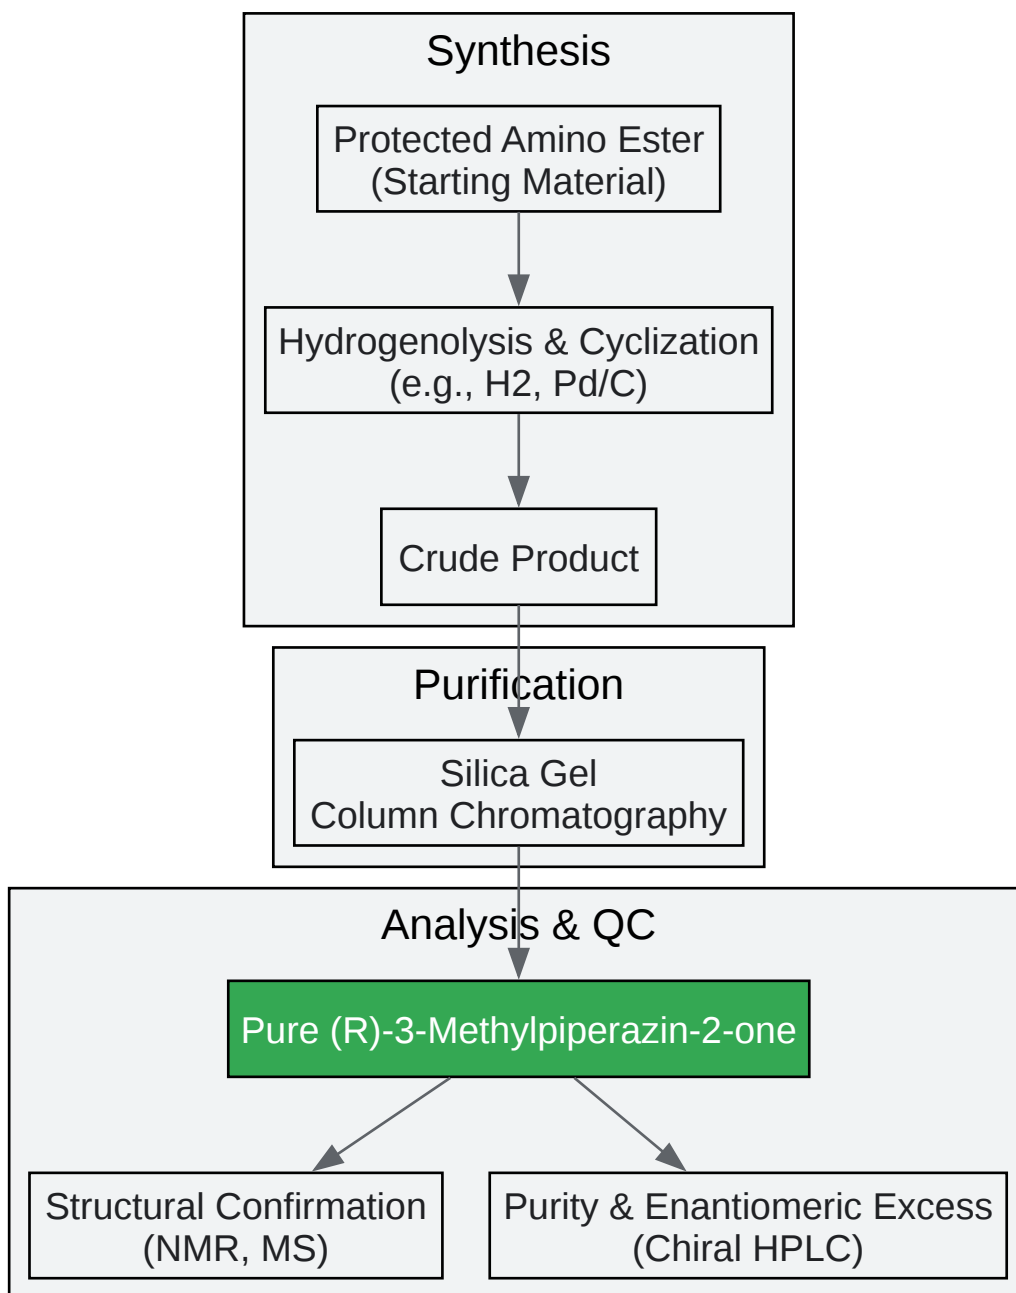 Synthesis
Protected Amino Ester
(Starting Material)
Hydrogenolysis & Cyclization
(e.g., H2, Pd/C)
Crude Product
Purification
Silica Gel
Column Chromatography
Analysis & QC
Pure (R)-3-Methylpiperazin-2-one
Structural Confirmation
(NMR, MS)
Purity & Enantiomeric Excess
(Chiral HPLC)